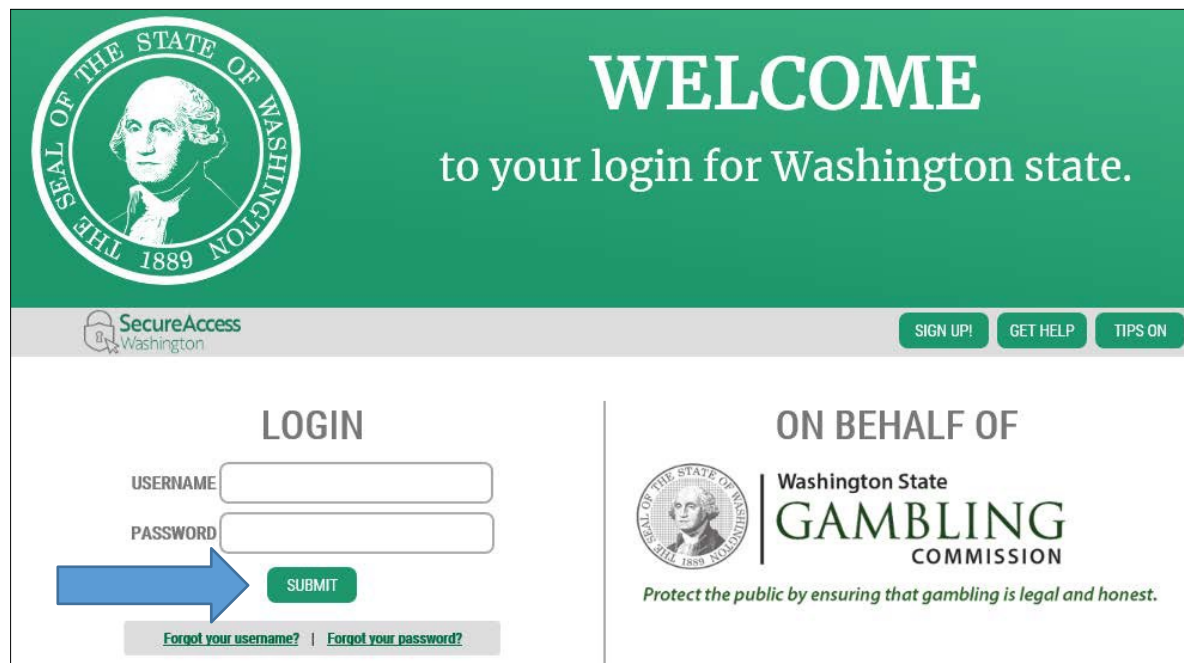 THE SEAL OF THE STATE OF WASHINGTON
1889
WELCOME
to your login for Washington state.
SecureAccess
Washington
SIGN UP! GET HELP TIPS ON
LOGIN
USERNAME
PASSWORD
SUBMIT
Forgot your username? | Forgot your password?
ON BEHALF OF
THE SEAL OF THE STATE OF WASHINGTON
1889
Washington State
GAMBLING
COMMISSION
Protect the public by ensuring that gambling is legal and honest.